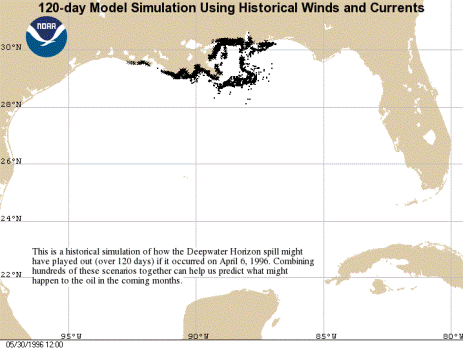 120-day Model Simulation Using Historical Winds and Currents
NOAA
30°N
28°N
26°N
24°N
This is a historical simulation of how the Deepwater Horizon spill might
have played out (over 120 days) if it occurred on April 6, 1996. Combining
hundreds of these scenarios together can help us predict what might
happen to the oil in the coming months.
22°N
95°W
90°W
85°W
80°W
05/30/1996 12:00